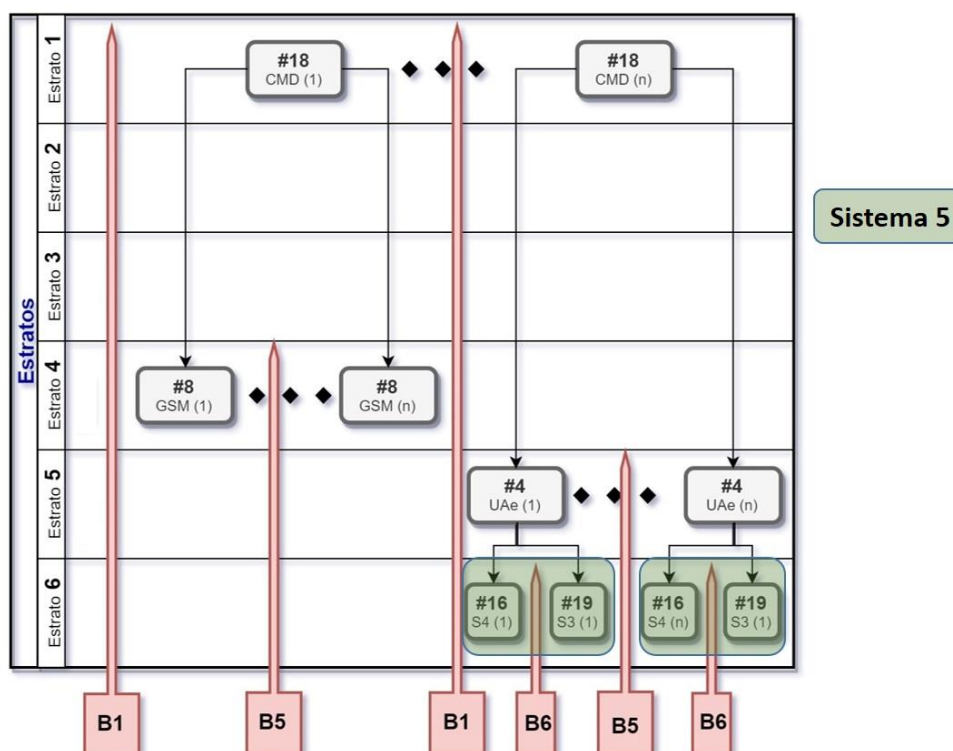 Estratos
Estrato 1
#18
CMD (1)
#18
CMD (n)
Estrato 2
Sistema 5
Estrato 3
Estrato 4
#8
GSM (1)
#8
GSM (n)
Estrato 5
#4
UAe (1)
#4
UAe (n)
Estrato 6
#16
S4 (1)
#19
S3 (1)
#16
S4 (n)
#19
S3 (1)
B1
B5
B1
B6
B5
B6